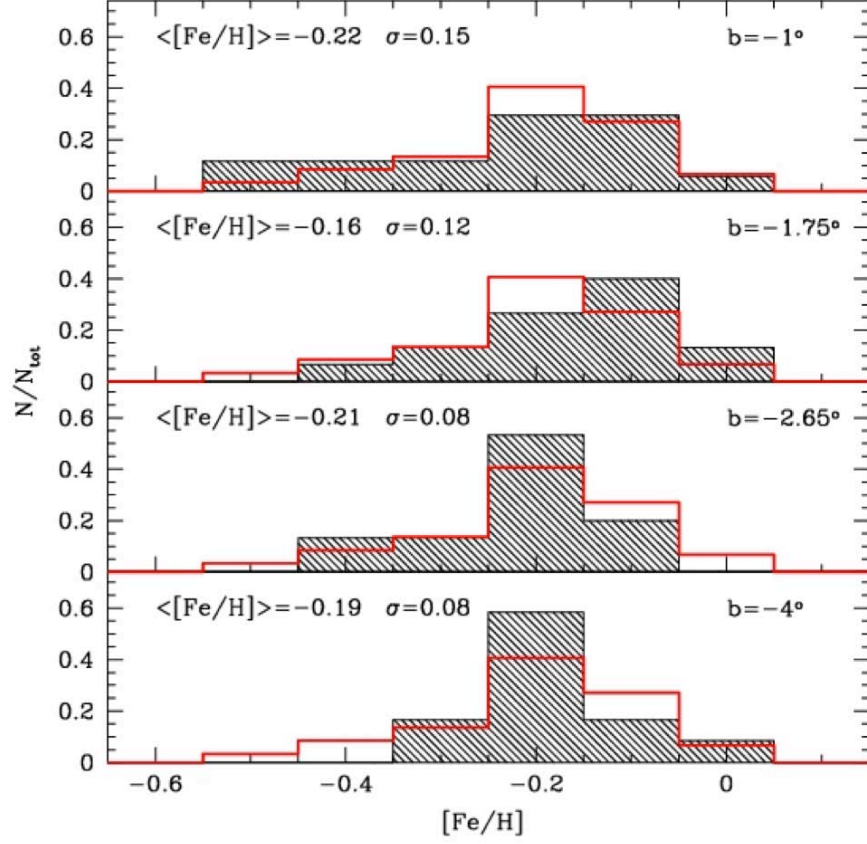 <[Fe/H]>=−0.22 σ=0.15 b=−1°
0.6
0.4
0.2
0
<[Fe/H]>=−0.16 σ=0.12 b=−1.75°
0.6
0.4
0.2
0
<[Fe/H]>=−0.21 σ=0.08 b=−2.65°
0.6
0.4
0.2
0
<[Fe/H]>=−0.19 σ=0.08 b=−4°
0.6
0.4
0.2
0
N/Ntot
−0.6 −0.4 −0.2 0
[Fe/H]